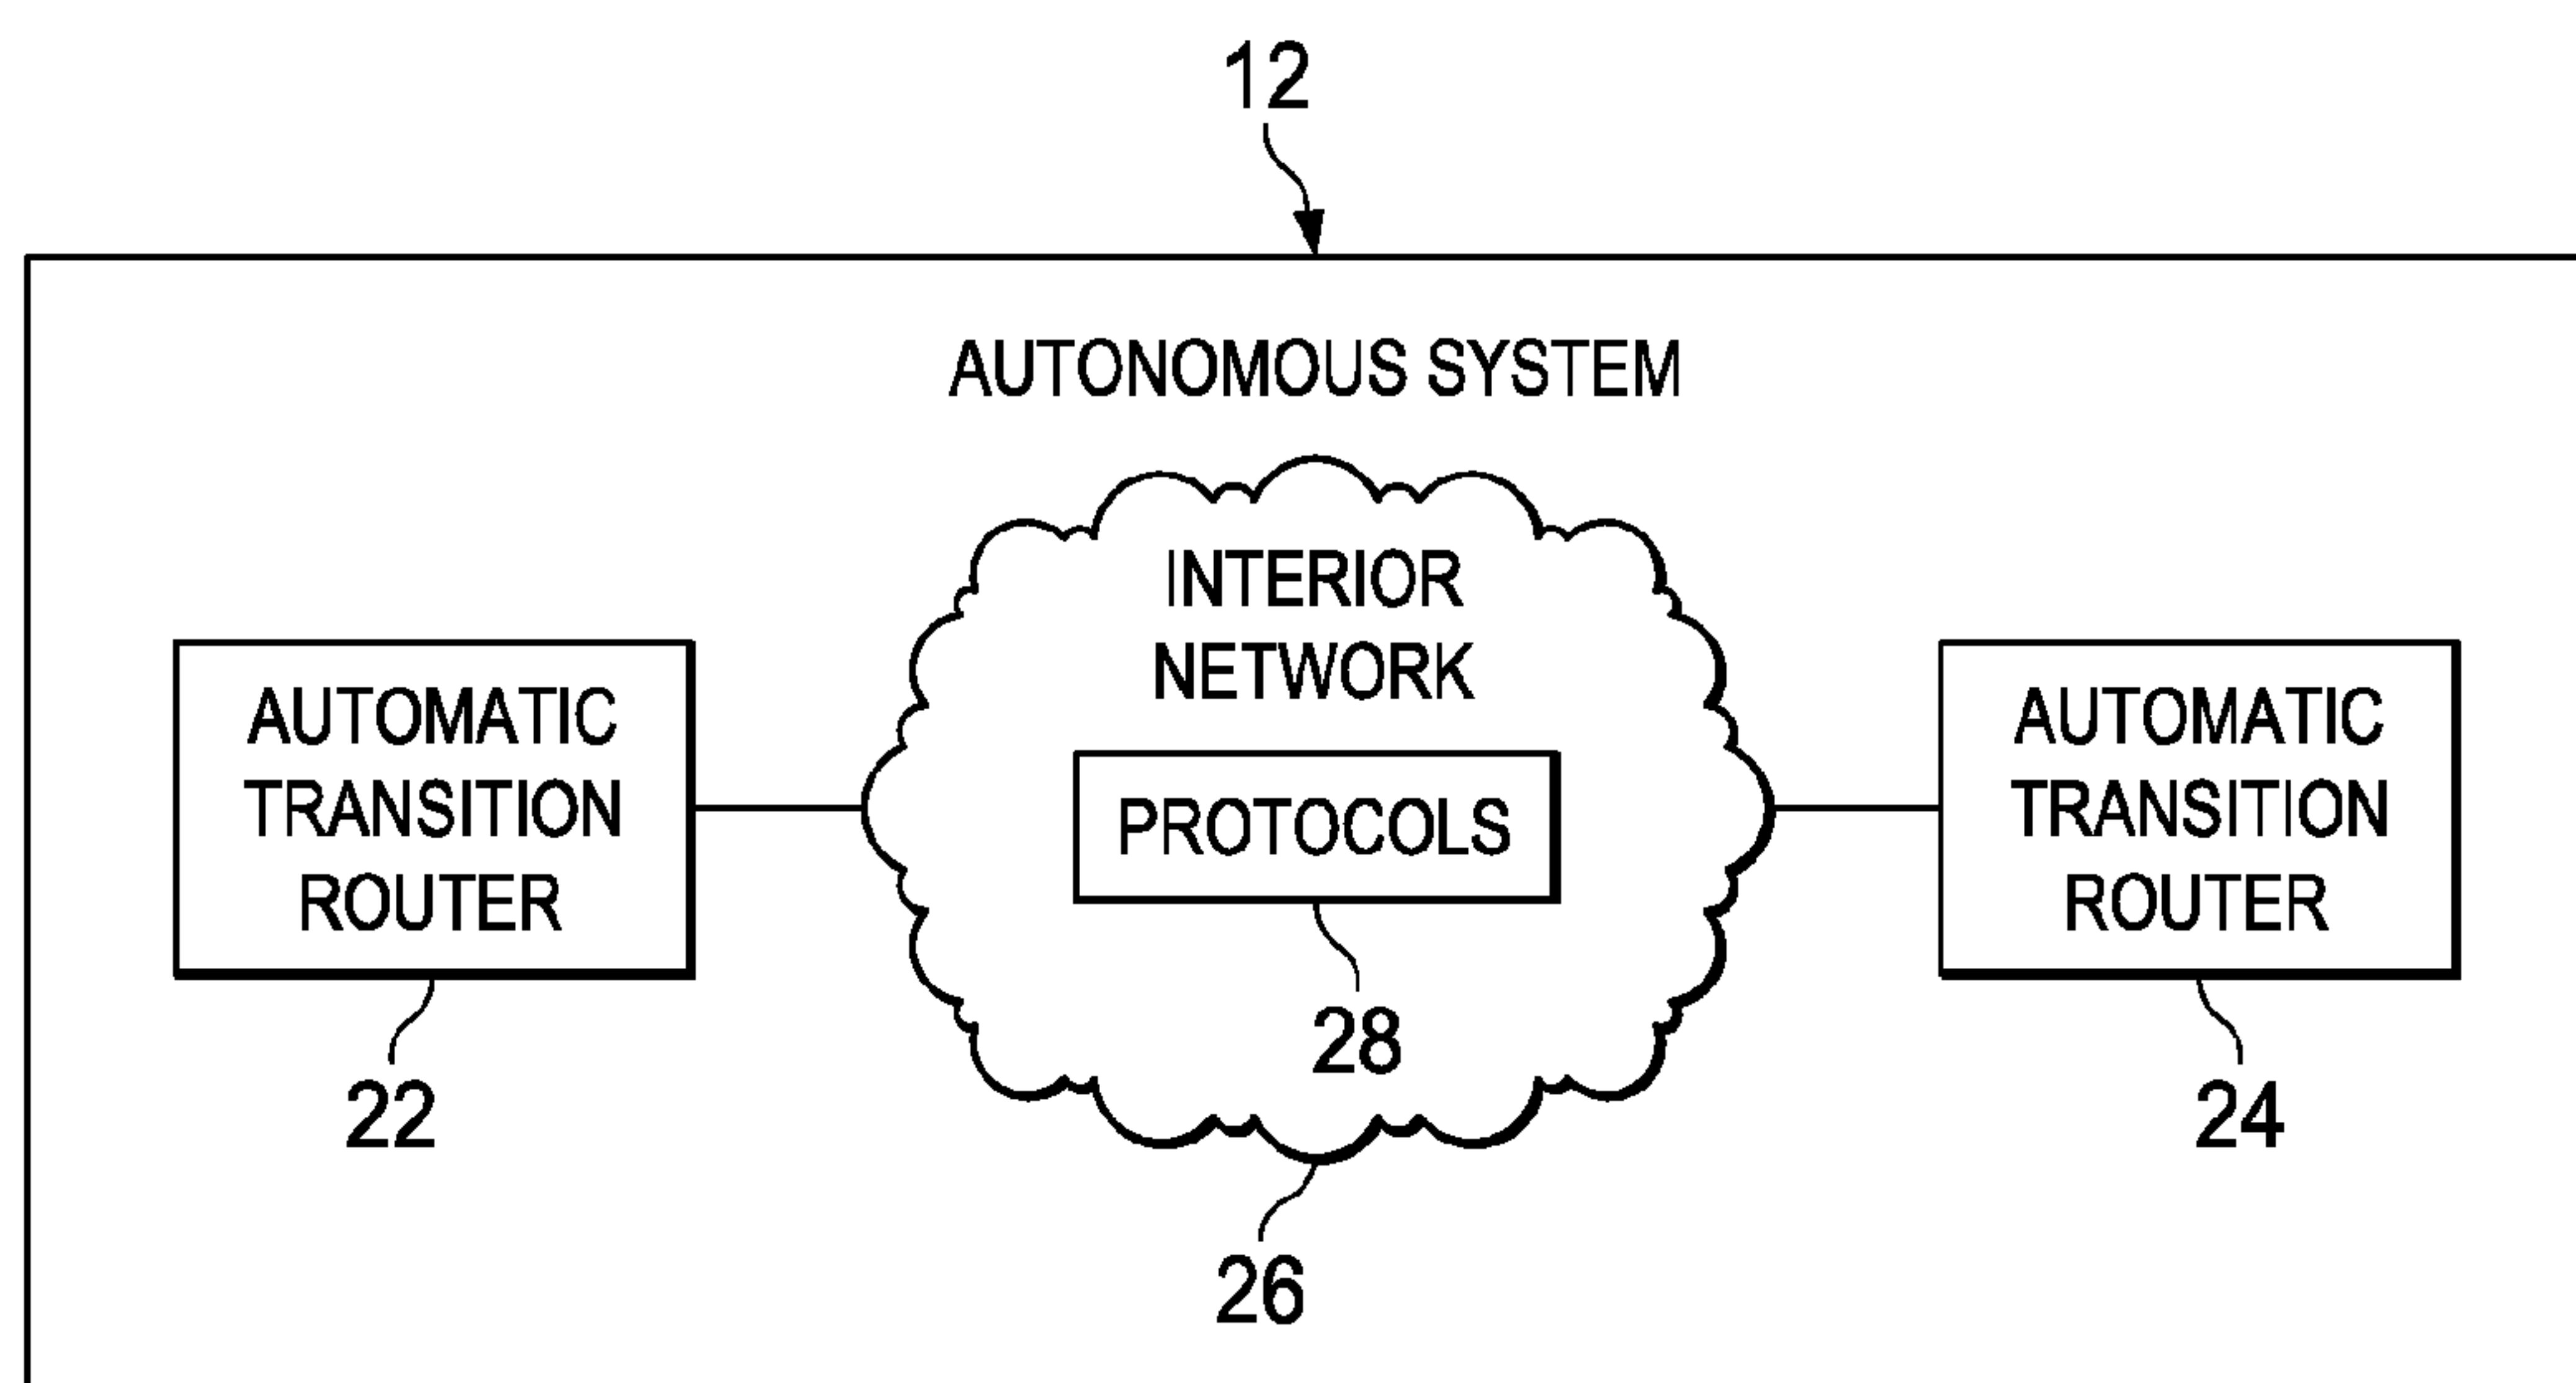 12
AUTONOMOUS SYSTEM
INTERIOR
NETWORK
PROTOCOLS
28
26
AUTOMATIC
TRANSITION
ROUTER
22
AUTOMATIC
TRANSITION
ROUTER
24